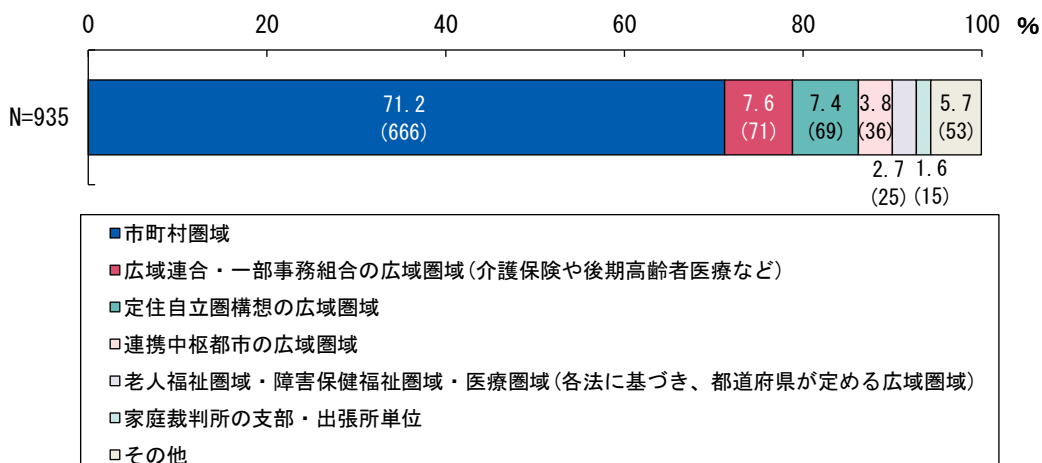 0 20 40 60 80 100 %
N=935
71.2 7.6 7.4 3.8 5.7
(666) (71) (69) (36) (53)
2.7 1.6
(25) (15)
市町村圏域
広域連合・一部事務組合の広域圏域(介護保険や後期高齢者医療など)
定住自立圏構想の広域圏域
連携中枢都市の広域圏域
老人福祉圏域・障害保健福祉圏域・医療圏域(各法に基づき、都道府県が定める広域圏域)
家庭裁判所の支部・出張所単位
その他